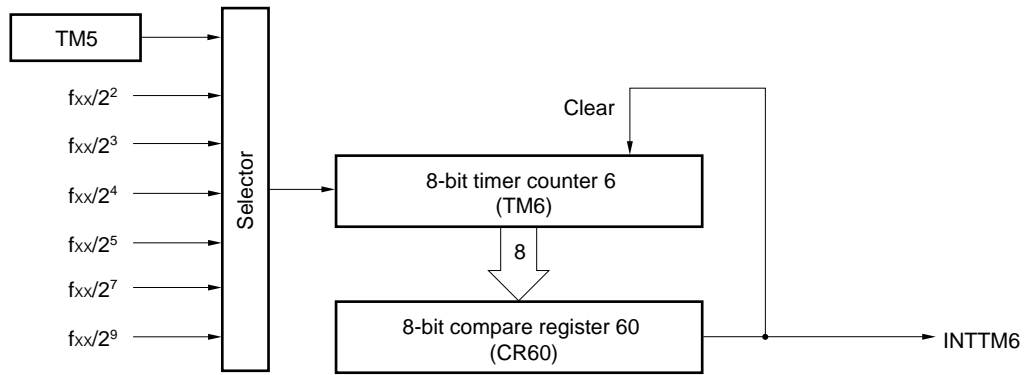 TM5
fxx/2²
fxx/2³
fxx/2⁴
fxx/2⁵
fxx/2⁷
fxx/2⁹
Selector
Clear
8-bit timer counter 6
(TM6)
8
8-bit compare register 60
(CR60)
INTTM6